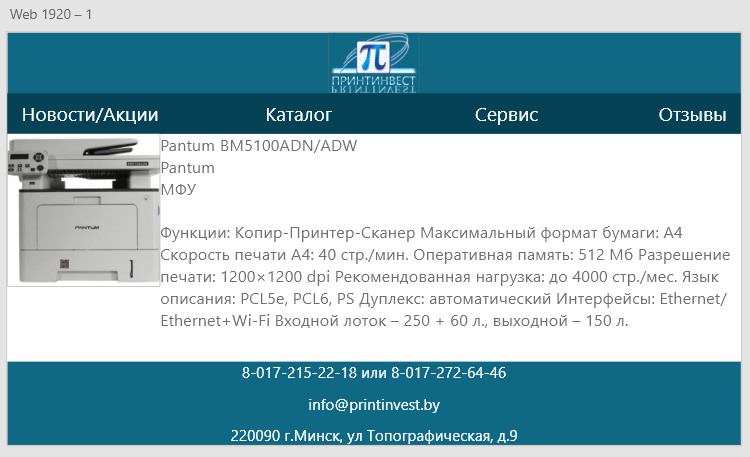 Web 1920 – 1
ПРИНТИНВЕСТ
Новости/Акции Каталог Сервис Отзывы
Pantum BM5100ADN/ADW
Pantum
МФУ
PANTUM
Функции: Копир-Принтер-Сканер Максимальный формат бумаги: A4
Скорость печати А4: 40 стр./мин. Оперативная память: 512 Мб Разрешение
печати: 1200×1200 dpi Рекомендованная нагрузка: до 4000 стр./мес. Язык
описания: PCL5e, PCL6, PS Дуплекс: автоматический Интерфейсы: Ethernet/
Ethernet+Wi-Fi Входной лоток – 250 + 60 л., выходной – 150 л.
8-017-215-22-18 или 8-017-272-64-46
info@printinvest.by
220090 г.Минск, ул Топографическая, д.9